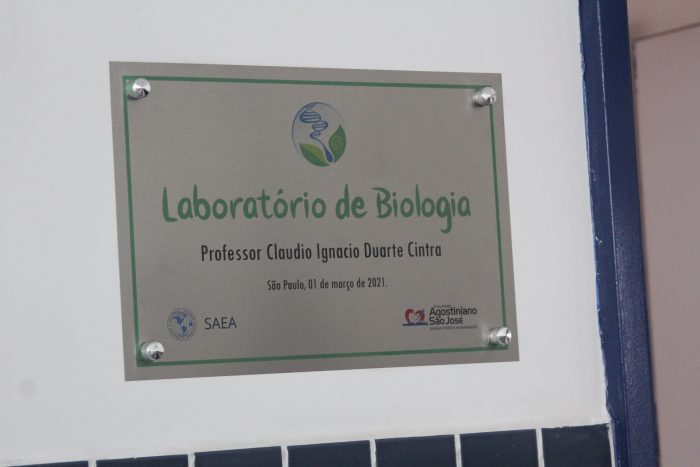 Laboratório de Biologia
Professor Claudio Ignacio Duarte Cintra
São Paulo, 01 de março de 2021.
SAEA
COLÉGIO
Agostiniano
São José